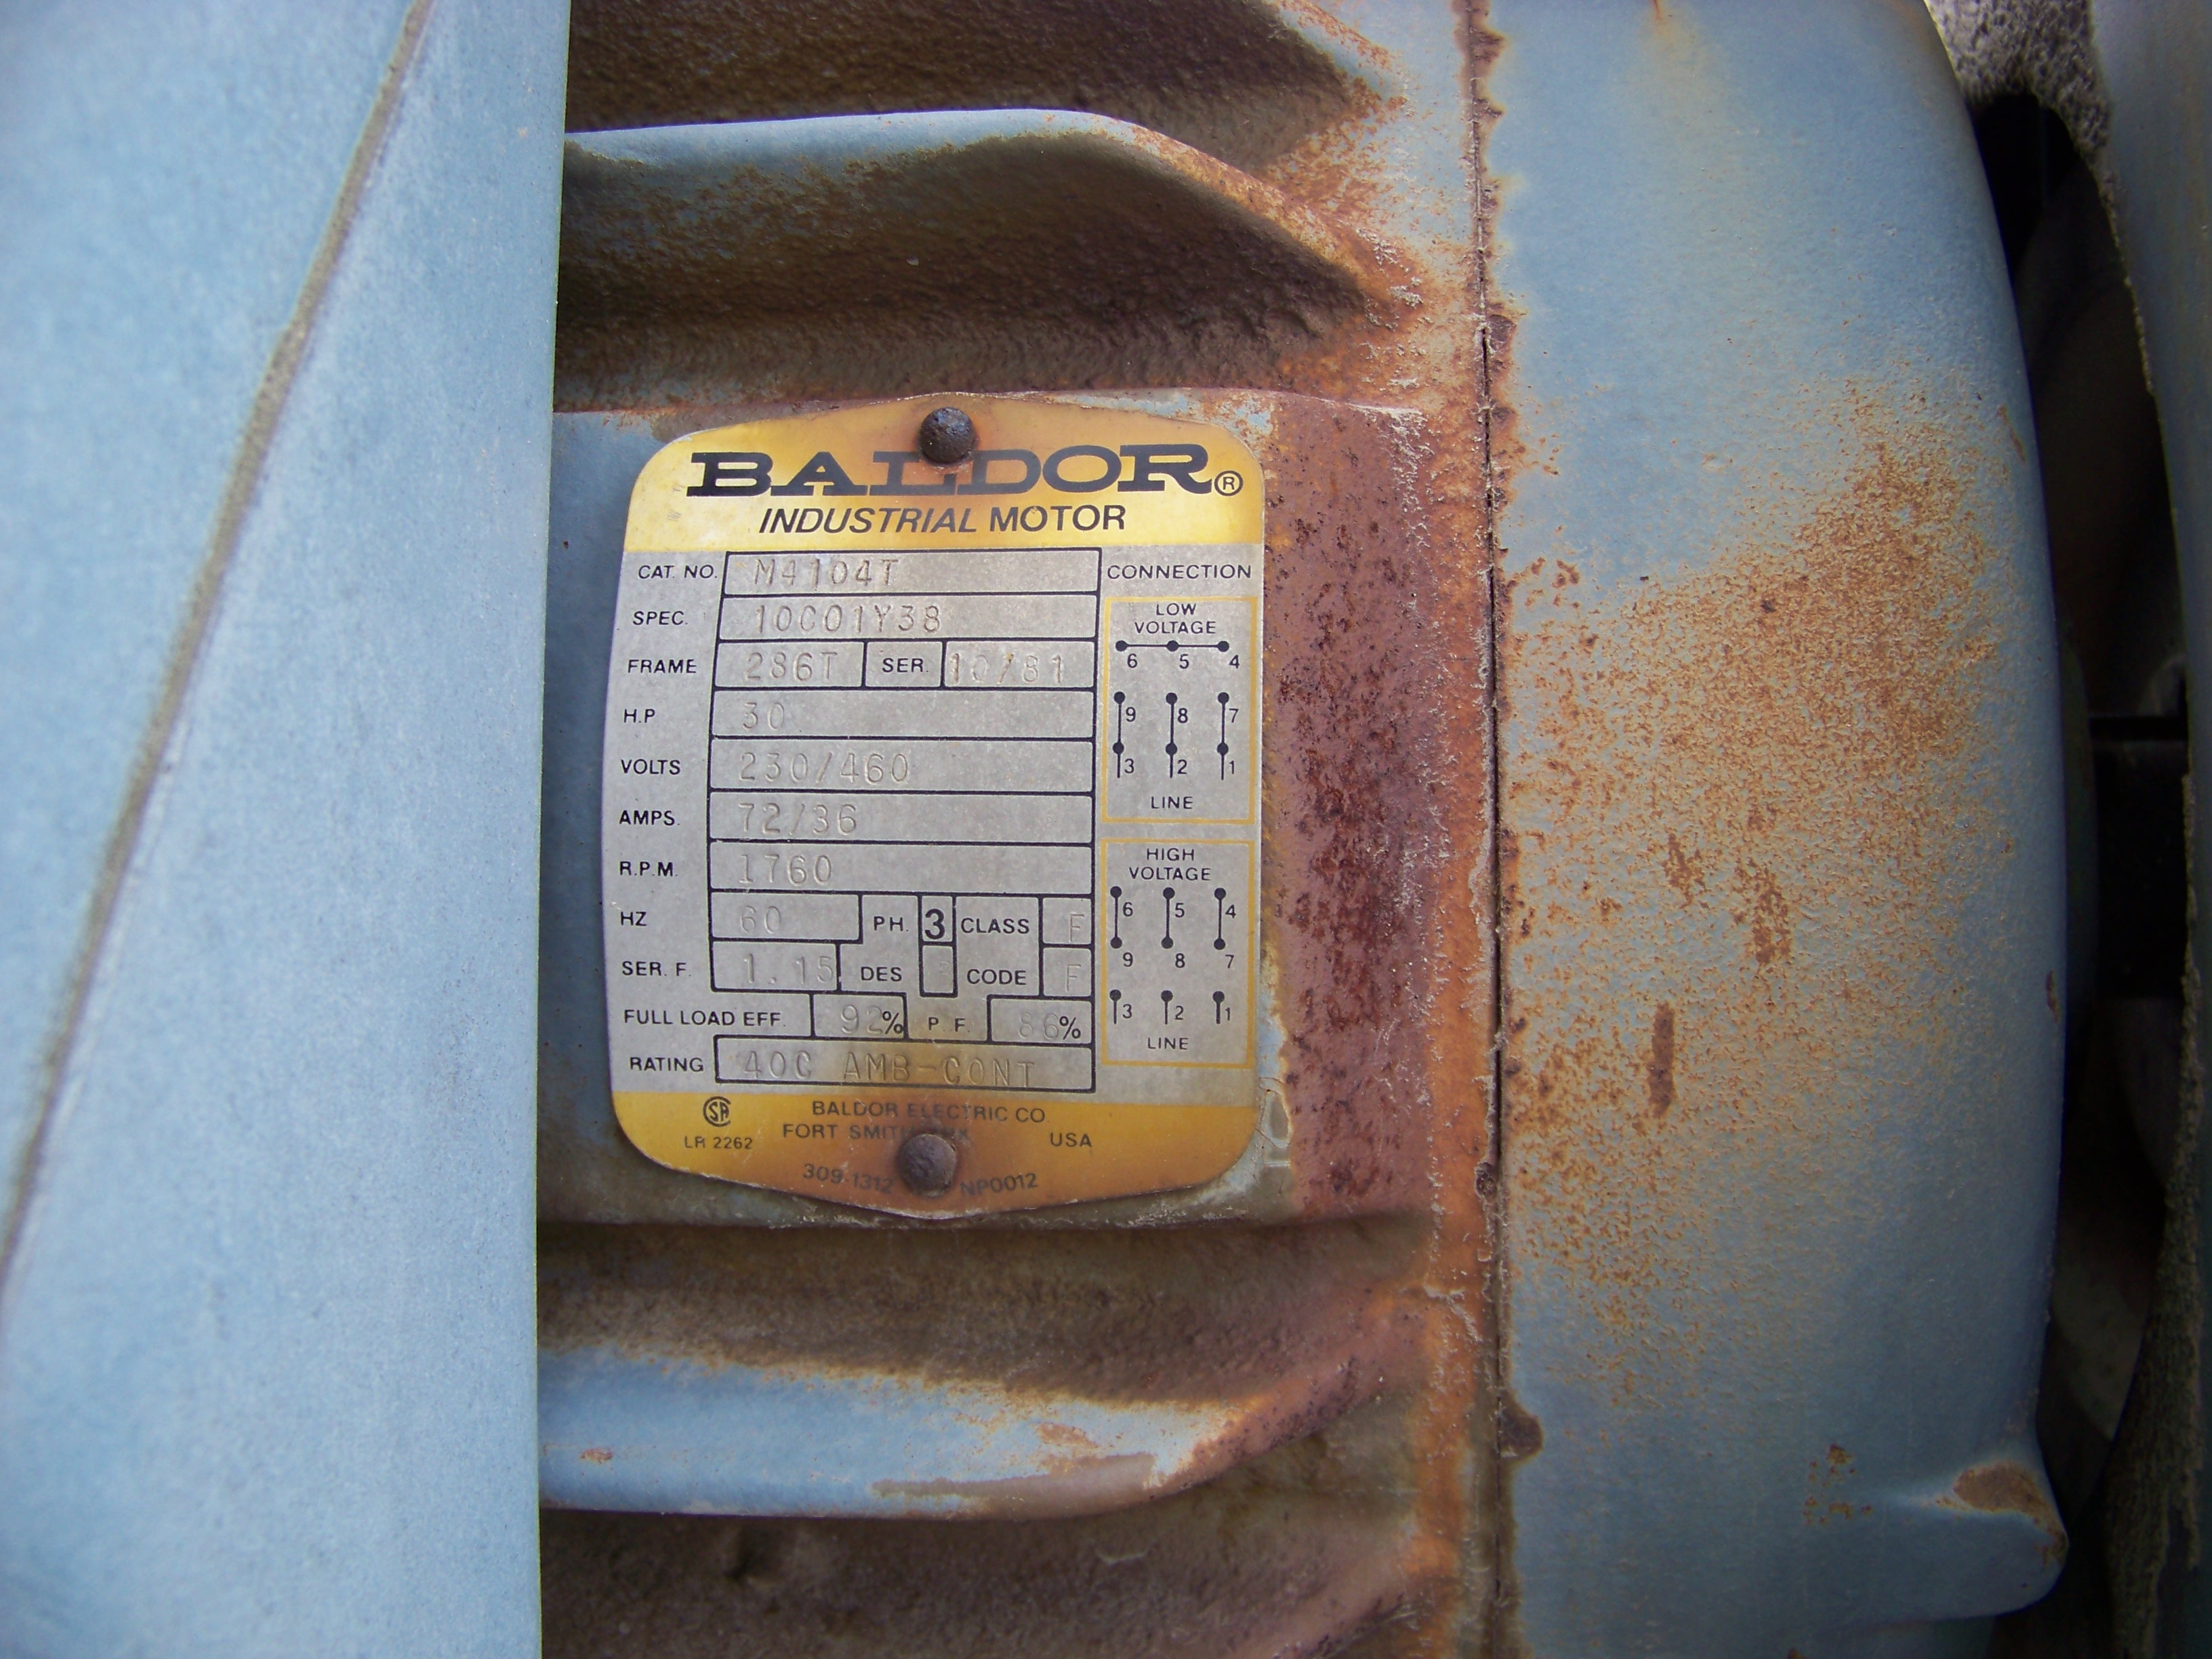 BALDOR®
INDUSTRIAL MOTOR
CAT. NO. M4104T
SPEC. 10C01Y38
FRAME 286T SER. 10/81
H.P 30
VOLTS 230/460
AMPS. 72/36
R.P.M. 1760
HZ 60 PH. 3 CLASS F
SER. F. 1.15 DES CODE F
FULL LOAD EFF. 92% P F. 86%
RATING 40C AMB-CONT
CONNECTION
LOW
VOLTAGE
6 5 4
9 8 7
3 2 1
LINE
HIGH
VOLTAGE
6 5 4
9 8 7
3 2 1
LINE
SA
LR 2262
BALDOR ELECTRIC CO
FORT SMITH USA
309 1312 NP0012